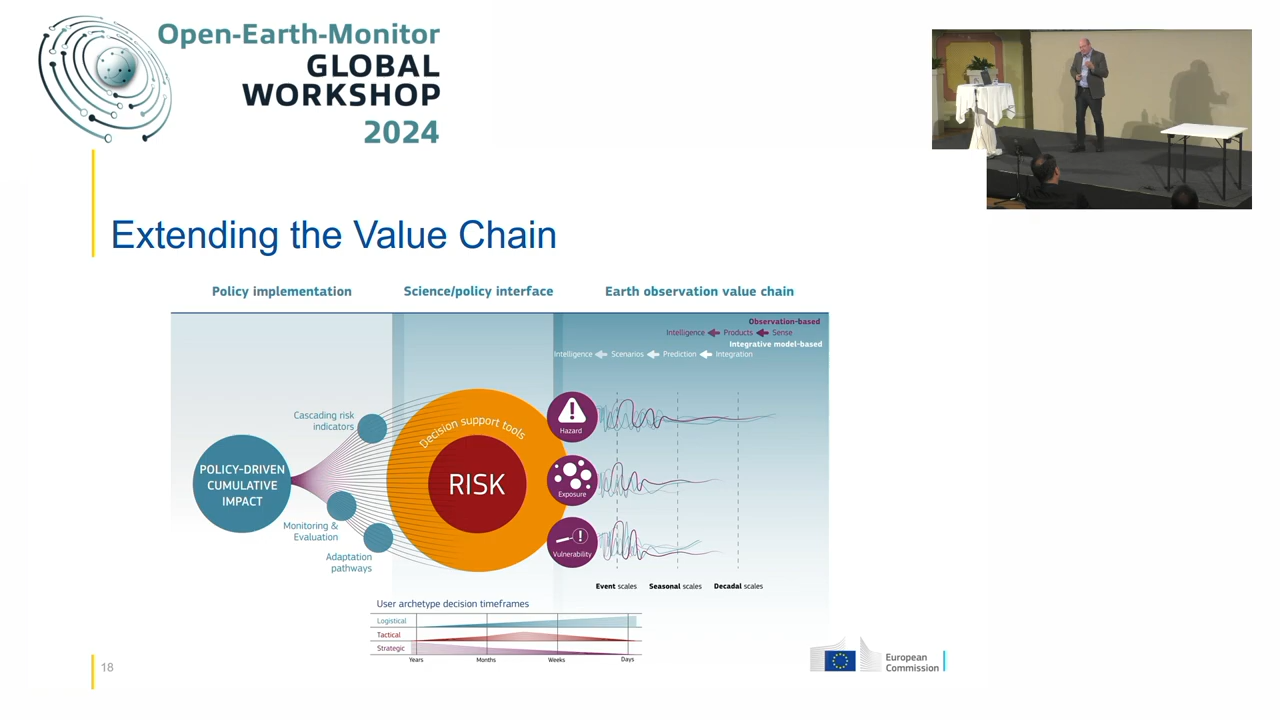 Open-Earth-Monitor
GLOBAL
WORKSHOP
2024
Extending the Value Chain
Policy implementation
Science/policy interface
Earth observation value chain
Observation-based
Intelligence Products Sense
Integrative model-based
Intelligence Scenarios Prediction Integration
Cascading risk
indicators
Decision support tools
Hazard
POLICY-DRIVEN
CUMULATIVE
IMPACT
RISK
Exposure
Monitoring &
Evaluation
Adaptation
pathways
Vulnerability
Event scales Seasonal scales Decadal scales
User archetype decision timeframes
Logistical
Tactical
Strategic
Years Months Weeks Days
18
European
Commission